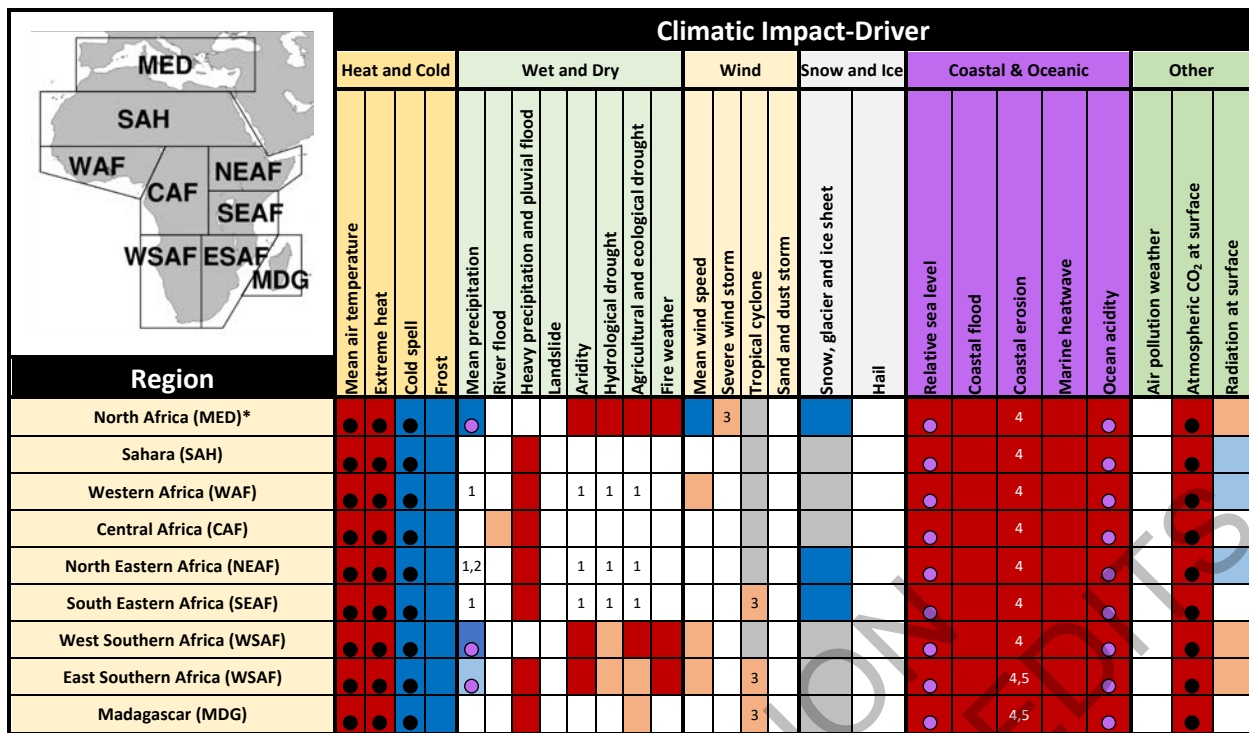 Climatic Impact-Driver
MED
SAH
WAF
NEAF
CAF
SEAF
WSAF
ESAF
MDG
Heat and Cold
Wet and Dry
Wind
Snow and Ice
Coastal & Oceanic
Other
Mean air temperature
Extreme heat
Cold spell
Frost
Mean precipitation
River flood
Heavy precipitation and pluvial flood
Landslide
Aridity
Hydrological drought
Agricultural and ecological drought
Fire weather
Mean wind speed
Severe wind storm
Tropical cyclone
Sand and dust storm
Snow, glacier and ice sheet
Hail
Relative sea level
Coastal flood
Coastal erosion
Marine heatwave
Ocean acidity
Air pollution weather
Atmospheric CO₂ at surface
Radiation at surface
Region
North Africa (MED)* 3 4
Sahara (SAH) 4
Western Africa (WAF) 1 1 1 1 4
Central Africa (CAF) 4
North Eastern Africa (NEAF) 1,2 1 1 1 4
South Eastern Africa (SEAF) 1 1 1 1 3 4
West Southern Africa (WSAF) 4
East Southern Africa (WSAF) 3 4,5
Madagascar (MDG) 3 4,5
EDITS